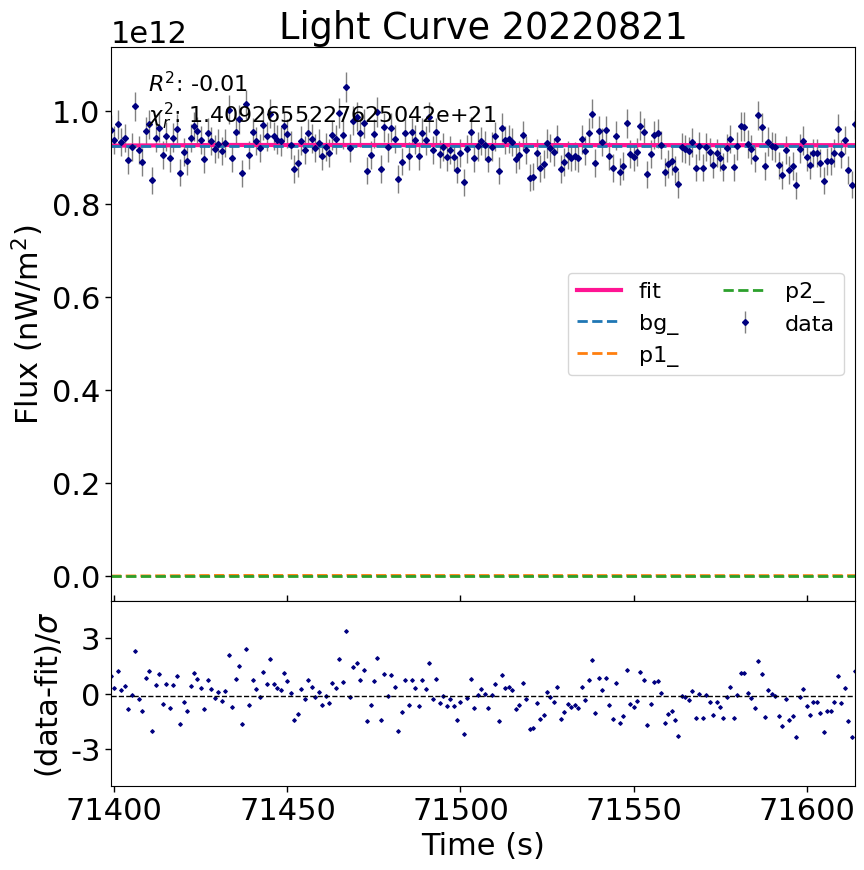 Light Curve 20220821
1e12
R²: -0.01
χ²ᵣ: 1.4092655227625042e+21
1.0
0.8
0.6
0.4
0.2
0.0
Flux (nW/m²)
fit
bg_
p1_
p2_
data
3
0
-3
(data-fit)/σ
71400 71450 71500 71550 71600
Time (s)